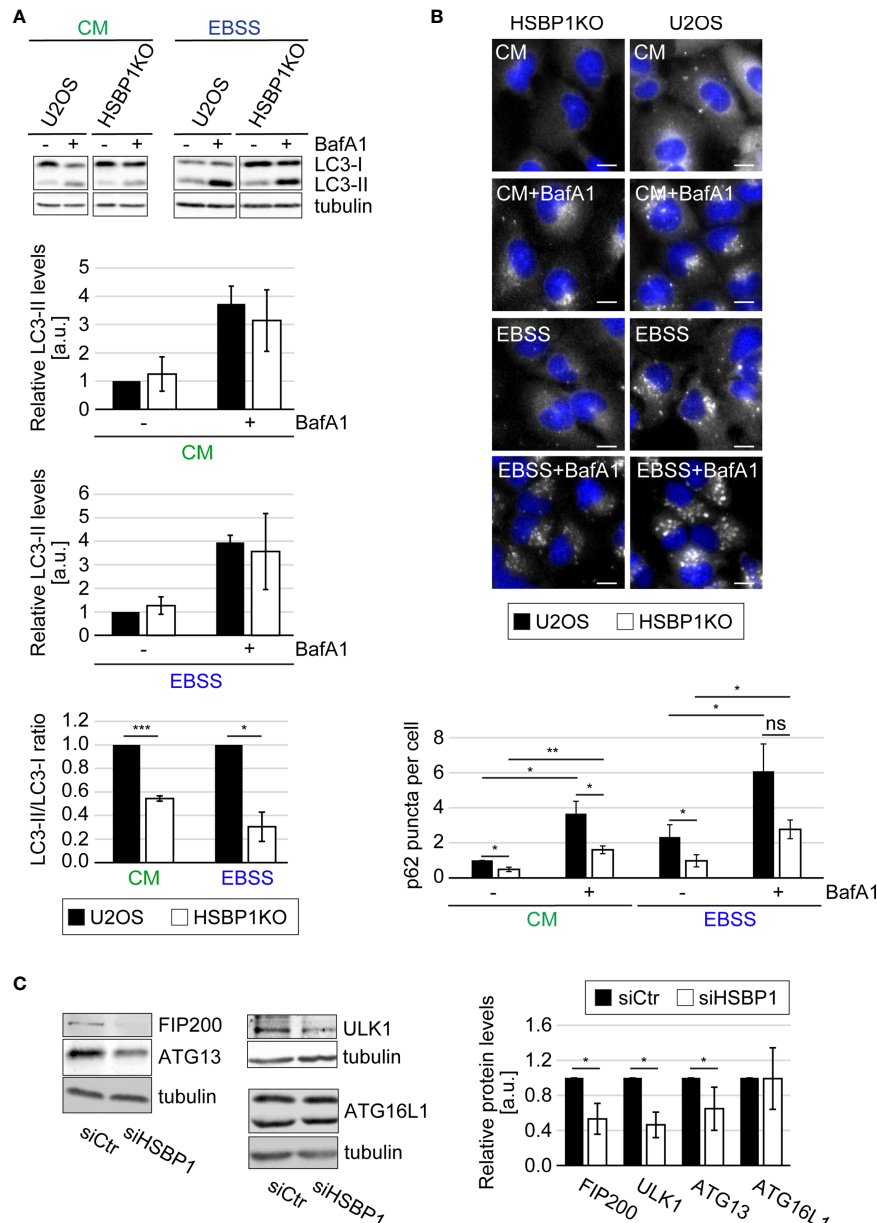 A
CM EBSS
U2OS HSBP1KO U2OS HSBP1KO
- + - + - + - + BafA1
LC3-I
LC3-II
tubulin
Relative LC3-II levels
[a.u.]
5
4
3
2
1
0
- + BafA1
CM
Relative LC3-II levels
[a.u.]
6
5
4
3
2
1
0
- + BafA1
EBSS
LC3-II/LC3-I ratio
1.2
1.0
0.8
0.6
0.4
0.2
0.0
*** *
CM EBSS
U2OS HSBP1KO
B
HSBP1KO U2OS
CM CM
CM+BafA1 CM+BafA1
EBSS EBSS
EBSS+BafA1 EBSS+BafA1
U2OS HSBP1KO
p62 puncta per cell
8
6
4
2
0
*
*
**
*
ns
*
*
*
- + - + BafA1
CM EBSS
C
FIP200
ATG13
tubulin
siCtr siHSBP1
ULK1
tubulin
ATG16L1
tubulin
siCtr siHSBP1
siCtr siHSBP1
Relative protein levels
[a.u.]
1.6
1.2
0.8
0.4
0.0
* * *
FIP200 ULK1 ATG13 ATG16L1